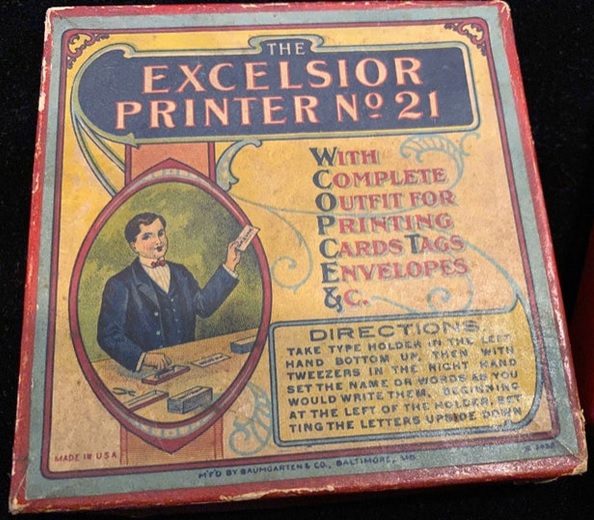 THE
EXCELSIOR
PRINTER Nº 21
WITH
COMPLETE
OUTFIT FOR
PRINTING
CARDS TAGS
ENVELOPES
&C.
DIRECTIONS.
TAKE TYPE HOLDER IN THE LEFT
HAND BOTTOM UP, THEN WITH
TWEEZERS IN THE RIGHT HAND
SET THE NAME OR WORDS AS YOU
WOULD WRITE THEM, BEGINNING
AT THE LEFT OF THE HOLDER, SET
TING THE LETTERS UPSIDE DOWN
MADE IN U.S.A.
M'F'D BY BAUMGARTEN & CO., BALTIMORE, MD.